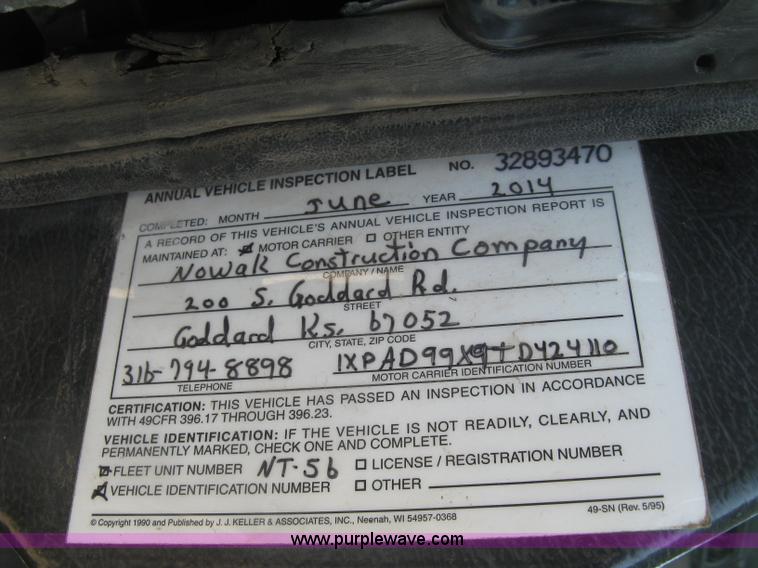 ANNUAL VEHICLE INSPECTION LABEL NO. 32893470
COMPLETED: MONTH June YEAR 2014
A RECORD OF THIS VEHICLE'S ANNUAL VEHICLE INSPECTION REPORT IS
MAINTAINED AT: ☒ MOTOR CARRIER ☐ OTHER ENTITY
Nowak Construction Company
COMPANY / NAME
200 S. Goddard Rd.
STREET
Goddard Ks. 67052
CITY, STATE, ZIP CODE
316-794-8898 1XPAD99X9TD424110
TELEPHONE MOTOR CARRIER IDENTIFICATION NUMBER
CERTIFICATION: THIS VEHICLE HAS PASSED AN INSPECTION IN ACCORDANCE
WITH 49CFR 396.17 THROUGH 396.23.
VEHICLE IDENTIFICATION: IF THE VEHICLE IS NOT READILY, CLEARLY, AND
PERMANENTLY MARKED, CHECK ONE AND COMPLETE.
☒ FLEET UNIT NUMBER NT-56 ☐ LICENSE / REGISTRATION NUMBER
☒ VEHICLE IDENTIFICATION NUMBER ☐ OTHER
© Copyright 1990 and Published by J. J. KELLER & ASSOCIATES, INC., Neenah, WI 54957-0368 49-SN (Rev. 5/95)
www.purplewave.com